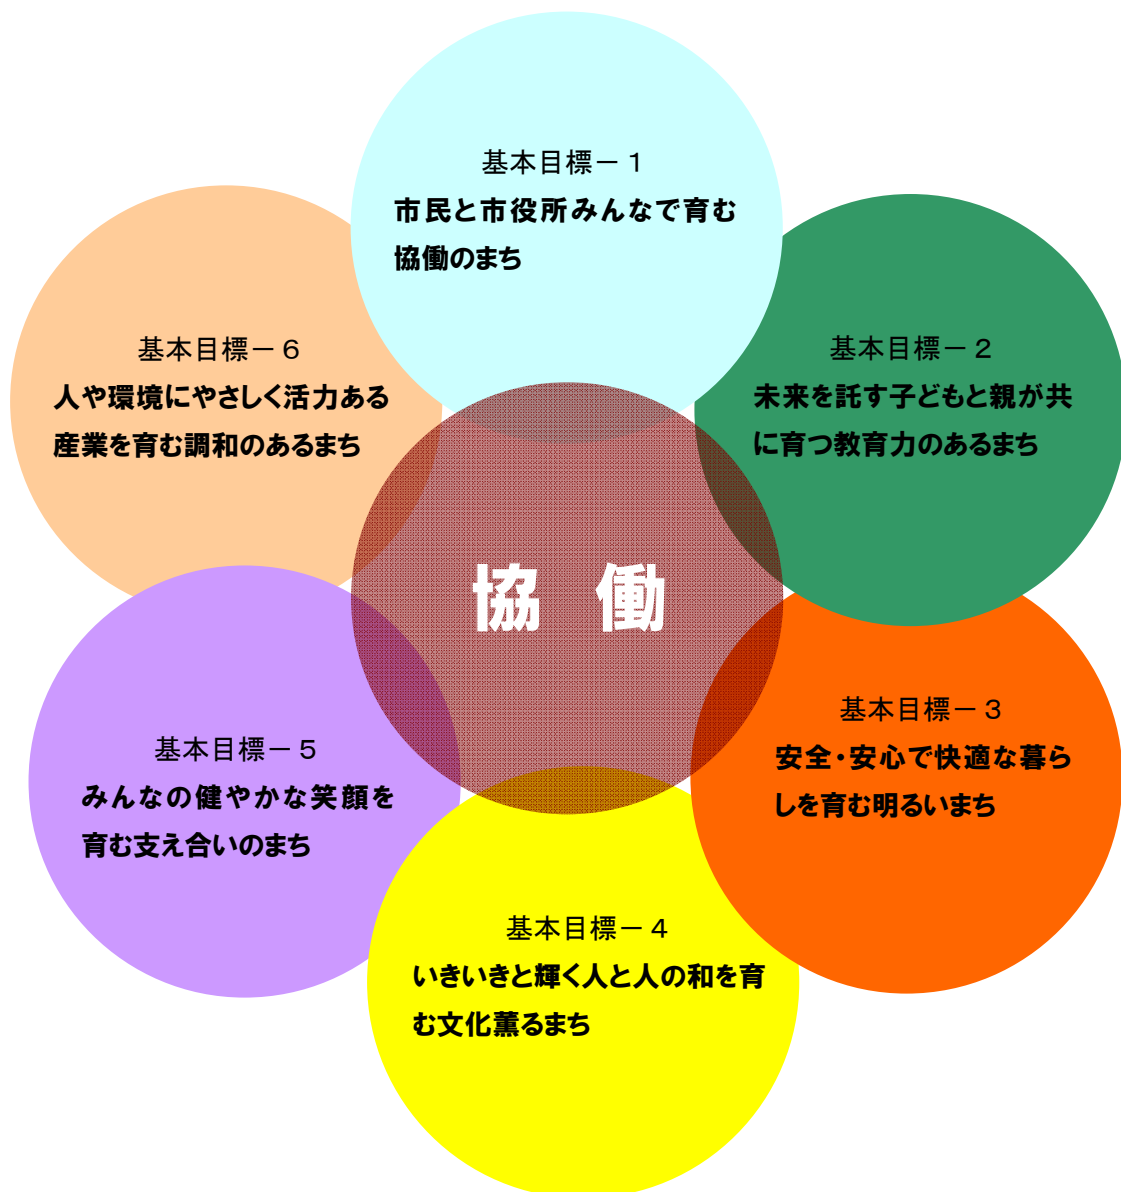 基本目標－１
市民と市役所みんなで育む
協働のまち
基本目標－２
未来を託す子どもと親が共
に育つ教育力のあるまち
基本目標－３
安全・安心で快適な暮ら
しを育む明るいまち
基本目標－４
いきいきと輝く人と人の和を育
む文化薫るまち
基本目標－５
みんなの健やかな笑顔を
育む支え合いのまち
基本目標－６
人や環境にやさしく活力ある
産業を育む調和のあるまち
協　働